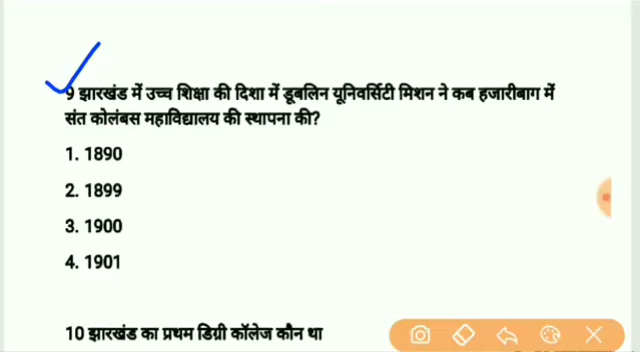 9 झारखंड में उच्च शिक्षा की दिशा में डूबलिन यूनिवर्सिटी मिशन ने कब हजारीबाग में
संत कोलंबस महाविद्यालय की स्थापना की?
1. 1890
2. 1899
3. 1900
4. 1901
10 झारखंड का प्रथम डिग्री कॉलेज कौन था